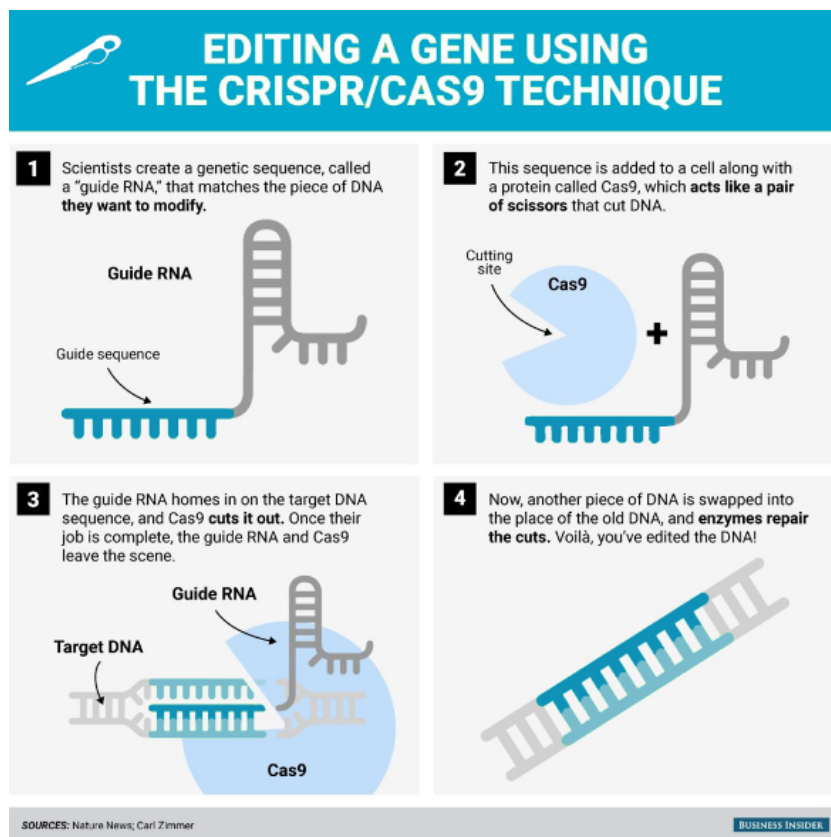 EDITING A GENE USING
THE CRISPR/CAS9 TECHNIQUE
1
Scientists create a genetic sequence, called
a “guide RNA,” that matches the piece of DNA
they want to modify.
Guide RNA
Guide sequence
2
This sequence is added to a cell along with
a protein called Cas9, which acts like a pair
of scissors that cut DNA.
Cutting
site
Cas9
+
3
The guide RNA homes in on the target DNA
sequence, and Cas9 cuts it out. Once their
job is complete, the guide RNA and Cas9
leave the scene.
Guide RNA
Target DNA
Cas9
4
Now, another piece of DNA is swapped into
the place of the old DNA, and enzymes repair
the cuts. Voilà, you’ve edited the DNA!
SOURCES: Nature News; Carl Zimmer
BUSINESS INSIDER